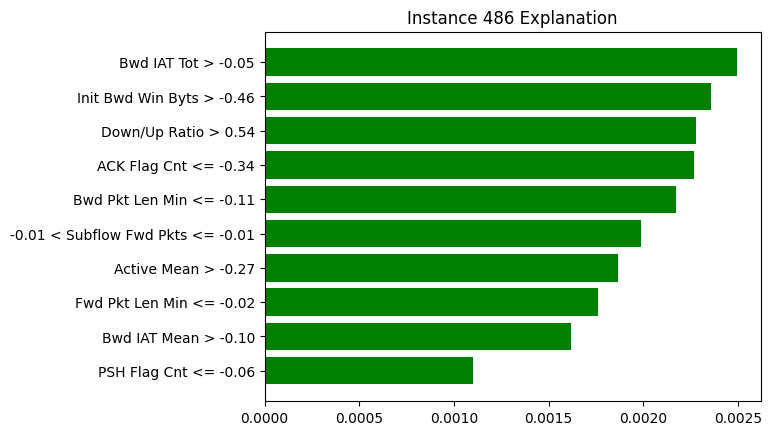 Instance 486 Explanation
Bwd IAT Tot > -0.05
Init Bwd Win Byts > -0.46
Down/Up Ratio > 0.54
ACK Flag Cnt <= -0.34
Bwd Pkt Len Min <= -0.11
-0.01 < Subflow Fwd Pkts <= -0.01
Active Mean > -0.27
Fwd Pkt Len Min <= -0.02
Bwd IAT Mean > -0.10
PSH Flag Cnt <= -0.06
0.0000 0.0005 0.0010 0.0015 0.0020 0.0025